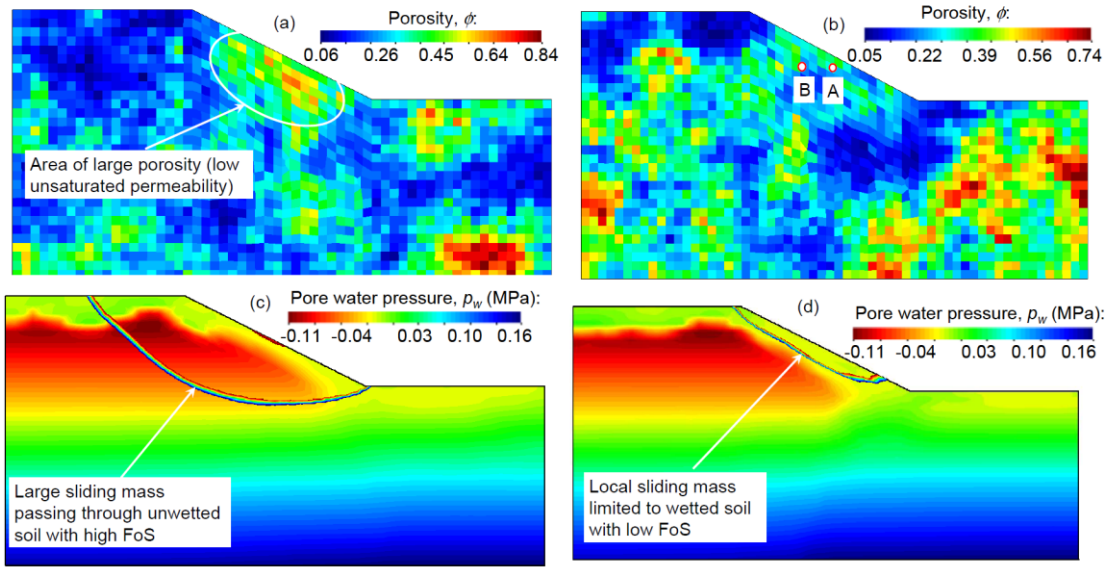 (a)
Porosity, ϕ:
0.06 0.26 0.45 0.64 0.84
Area of large porosity (low
unsaturated permeability)
(b)
Porosity, ϕ:
0.05 0.22 0.39 0.56 0.74
B A
(c)
Pore water pressure, p_w (MPa):
-0.11 -0.04 0.03 0.10 0.16
Large sliding mass
passing through unwetted
soil with high FoS
(d)
Pore water pressure, p_w (MPa):
-0.11 -0.04 0.03 0.10 0.16
Local sliding mass
limited to wetted soil
with low FoS